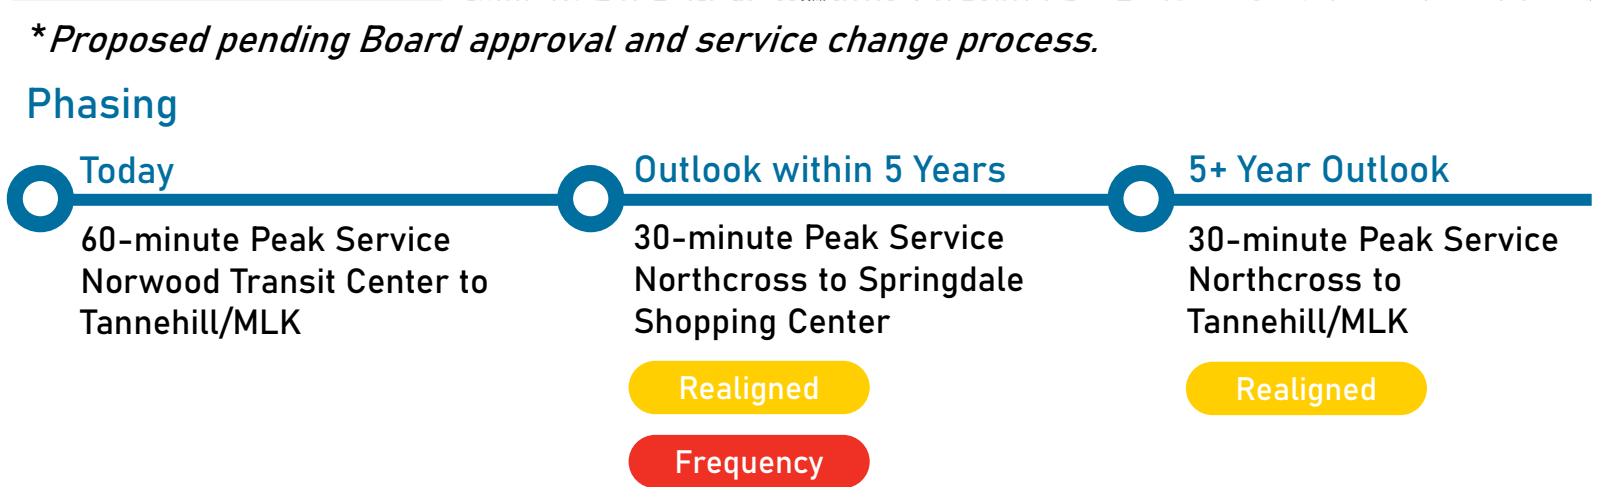 *Proposed pending Board approval and service change process.
Phasing
Today
60-minute Peak Service
Norwood Transit Center to
Tannehill/MLK
Outlook within 5 Years
30-minute Peak Service
Northcross to Springdale
Shopping Center
Realigned
Frequency
5+ Year Outlook
30-minute Peak Service
Northcross to
Tannehill/MLK
Realigned